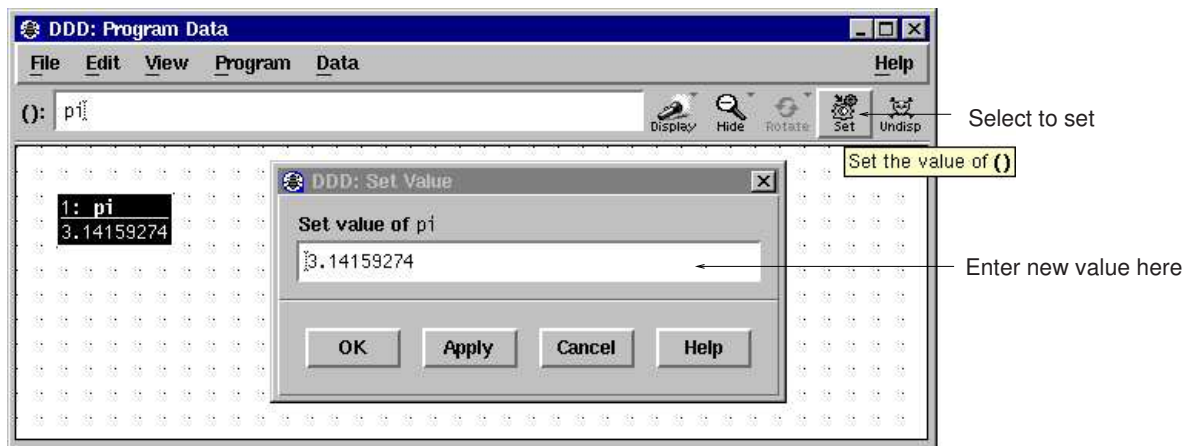 DDD: Program Data
File Edit View Program Data Help
(): pi
Display Hide Rotate Set Undisp
Select to set
Set the value of ()
DDD: Set Value
1: pi
3.14159274
Set value of pi
3.14159274
Enter new value here
OK Apply Cancel Help